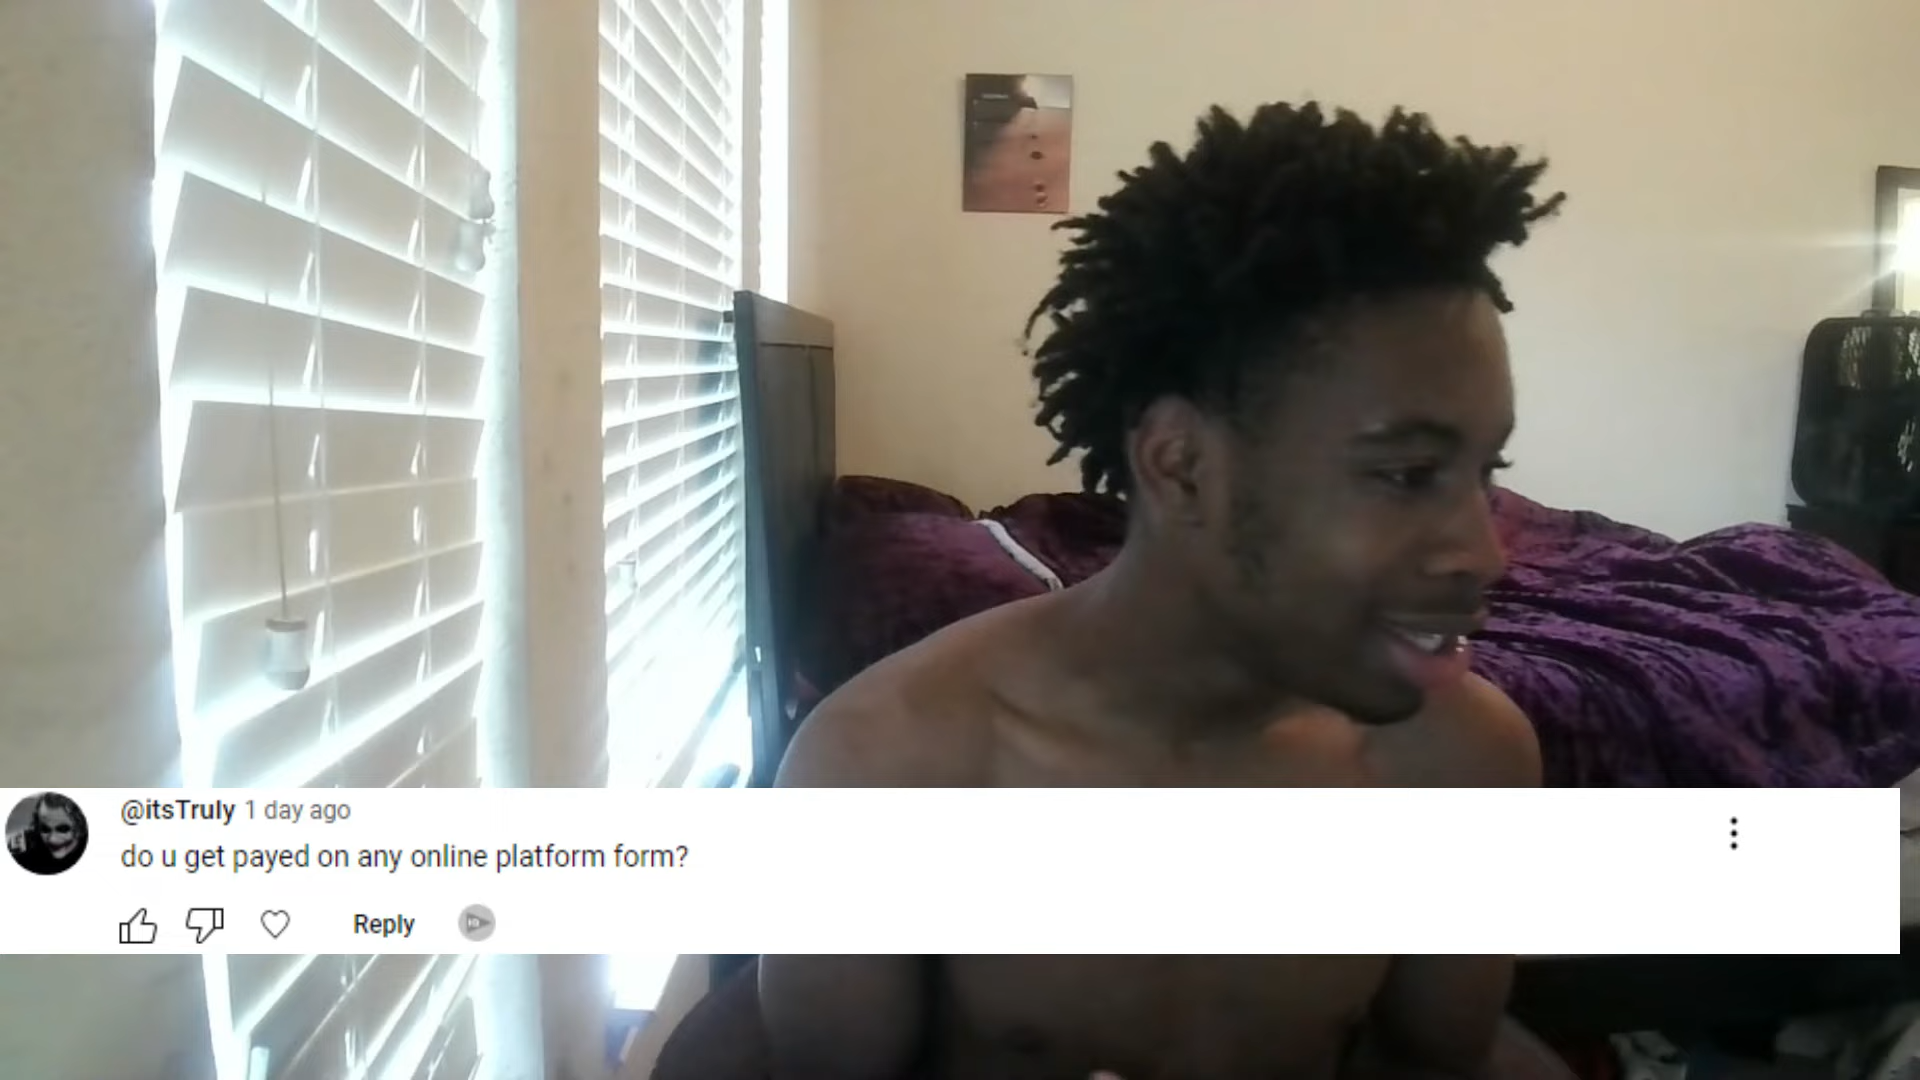 @itsTruly 1 day ago
do u get payed on any online platform form?
Reply